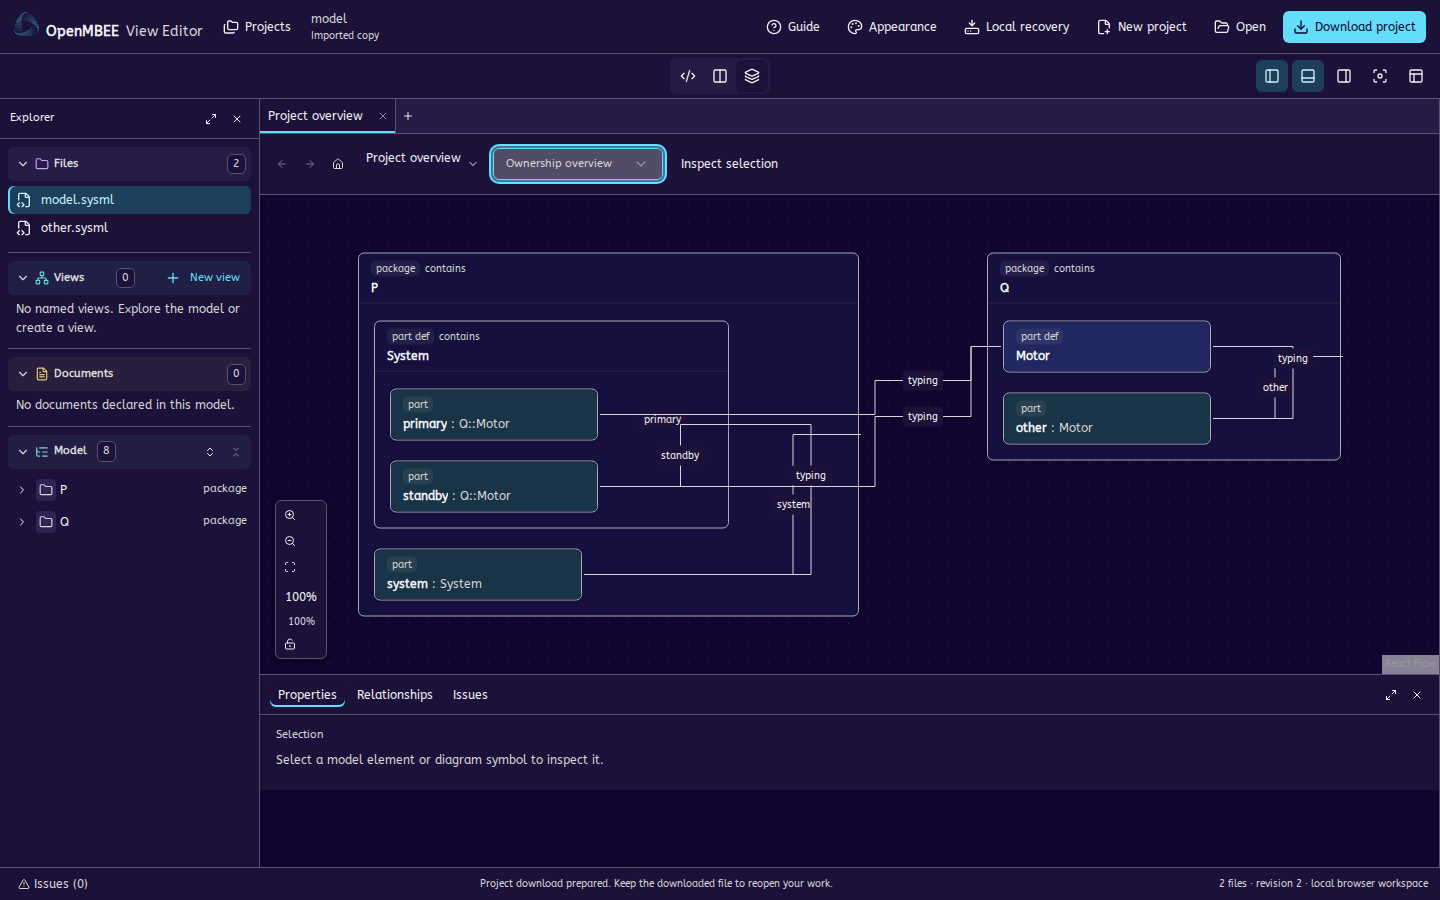 OpenMBEE View Editor
Projects
model
Imported copy
Guide
Appearance
Local recovery
New project
Open
Download project
Explorer
Files
2
model.sysml
other.sysml
Views
0
New view
No named views. Explore the model or
create a view.
Documents
0
No documents declared in this model.
Model
8
P
package
Q
package
Project overview
Project overview
Ownership overview
Inspect selection
package contains
P
part def contains
System
part
primary : Q::Motor
part
standby : Q::Motor
part
system : System
primary
standby
typing
system
typing
typing
package contains
Q
part def
Motor
part
other : Motor
typing
other
100%
100%
React Flow
Properties
Relationships
Issues
Selection
Select a model element or diagram symbol to inspect it.
Issues (0)
Project download prepared. Keep the downloaded file to reopen your work.
2 files · revision 2 · local browser workspace